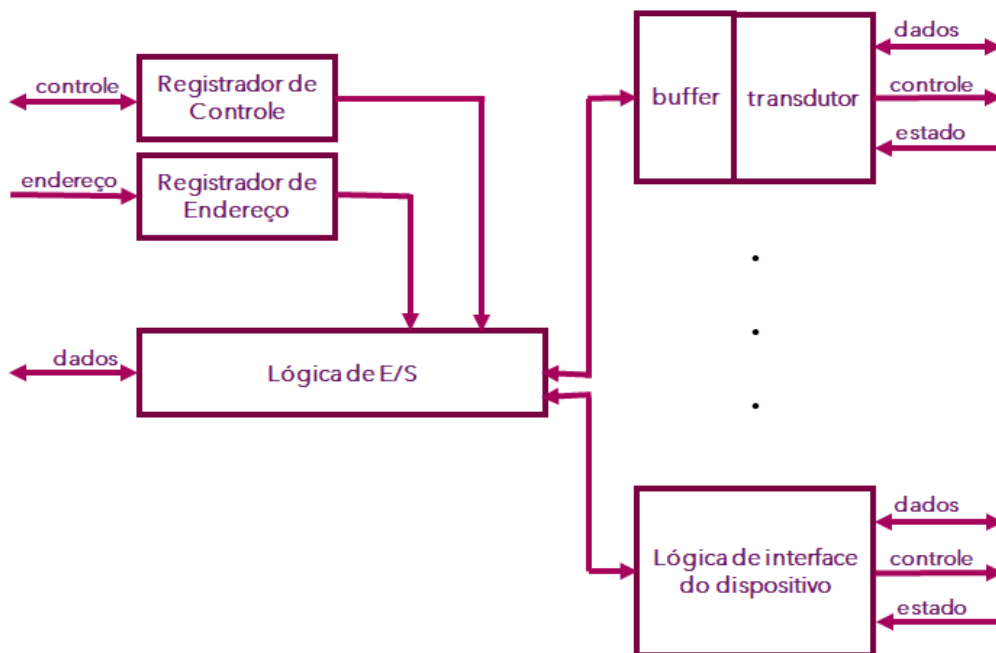 controle
Registrador de
Controle
endereço
Registrador de
Endereço
dados
Lógica de E/S
buffer
transdutor
dados
controle
estado
Lógica de interface
do dispositivo
dados
controle
estado